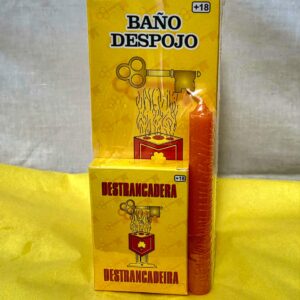 +18
BAÑO
DESPOJO
DESTRANCADERA
+18
DESTRANCADEIRA